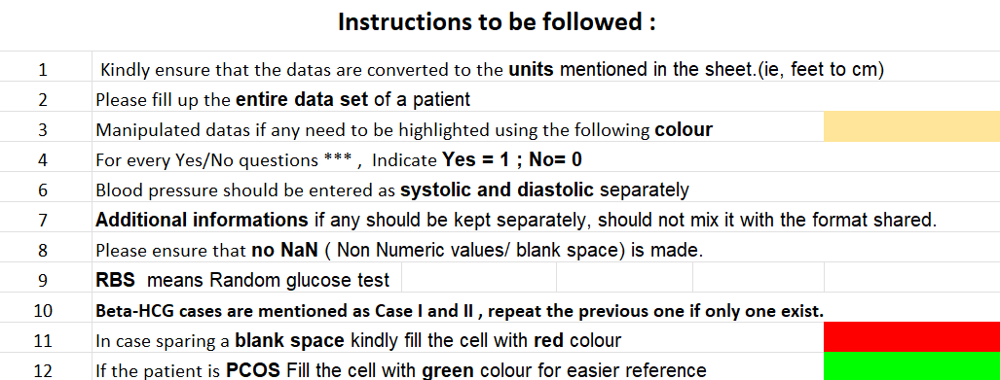 Instructions to be followed :
1 Kindly ensure that the datas are converted to the units mentioned in the sheet.(ie, feet to cm)
2 Please fill up the entire data set of a patient
3 Manipulated datas if any need to be highlighted using the following colour
4 For every Yes/No questions *** , Indicate Yes = 1 ; No= 0
6 Blood pressure should be entered as systolic and diastolic separately
7 Additional informations if any should be kept separately, should not mix it with the format shared.
8 Please ensure that no NaN ( Non Numeric values/ blank space) is made.
9 RBS means Random glucose test
10 Beta-HCG cases are mentioned as Case I and II , repeat the previous one if only one exist.
11 In case sparing a blank space kindly fill the cell with red colour
12 If the patient is PCOS Fill the cell with green colour for easier reference